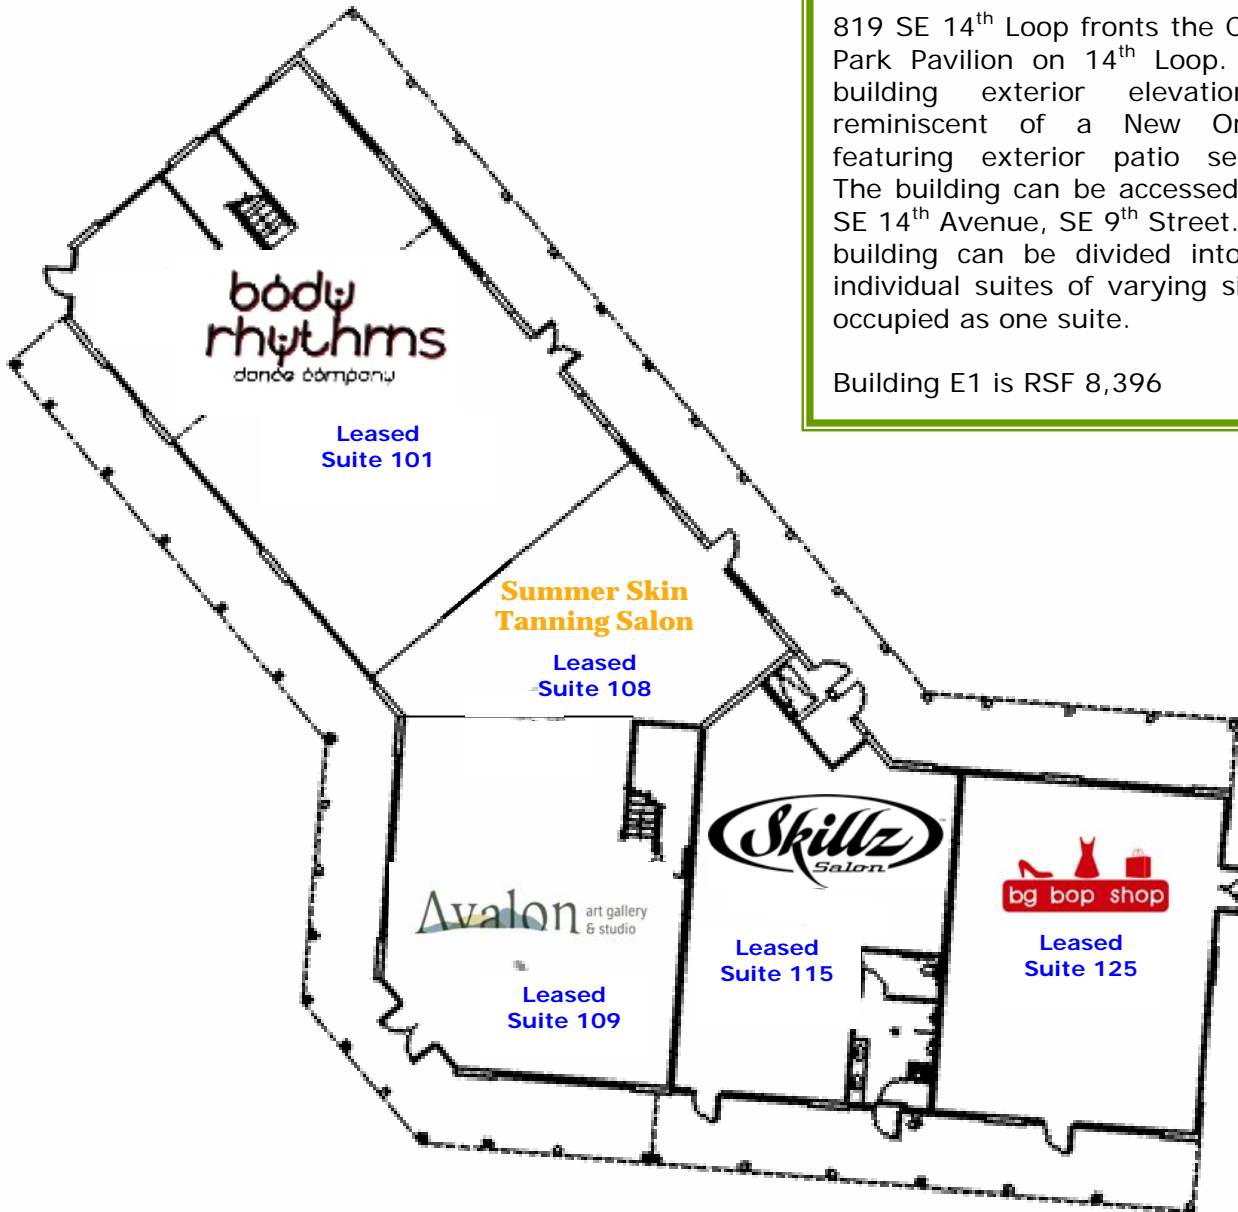 819 SE 14th Loop fronts the
Park Pavilion on 14th Loop.
building exterior
reminiscent of a New
featuring exterior patio
The building can be accessed
SE 14th Avenue, SE 9th Street.
building can be divided into
individual suites of varying
occupied as one suite.
Building E1 is RSF 8,396
body
rhythms
dance company
Leased
Suite 101
Summer Skin
Tanning Salon
Leased
Suite 108
Skillz
Salon
bg bop shop
Avalon art gallery
& studio
Leased
Suite 115
Leased
Suite 125
Leased
Suite 109